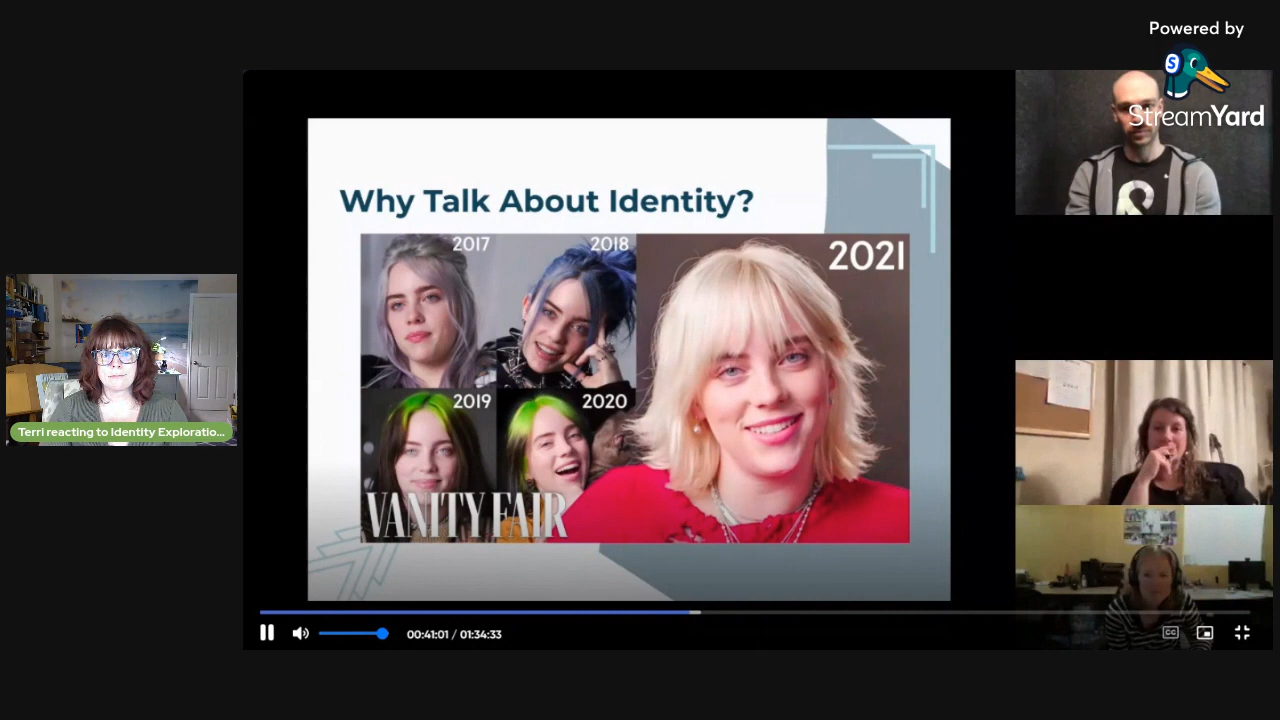 Powered by
S
StreamYard
Why Talk About Identity?
2017
2018
2021
2019
2020
VANITY FAIR
Terri reacting to Identity Exploratio...
00:41:01 / 01:34:33
CC